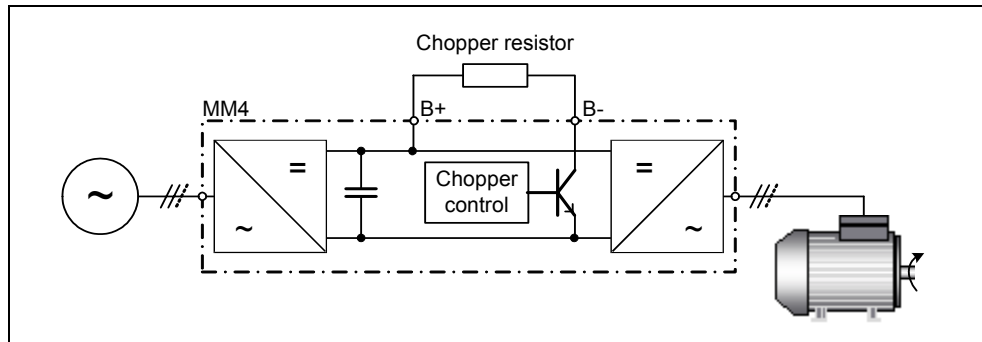 Chopper resistor
MM4
B+
B-
=
=
~
Chopper
control
~
~